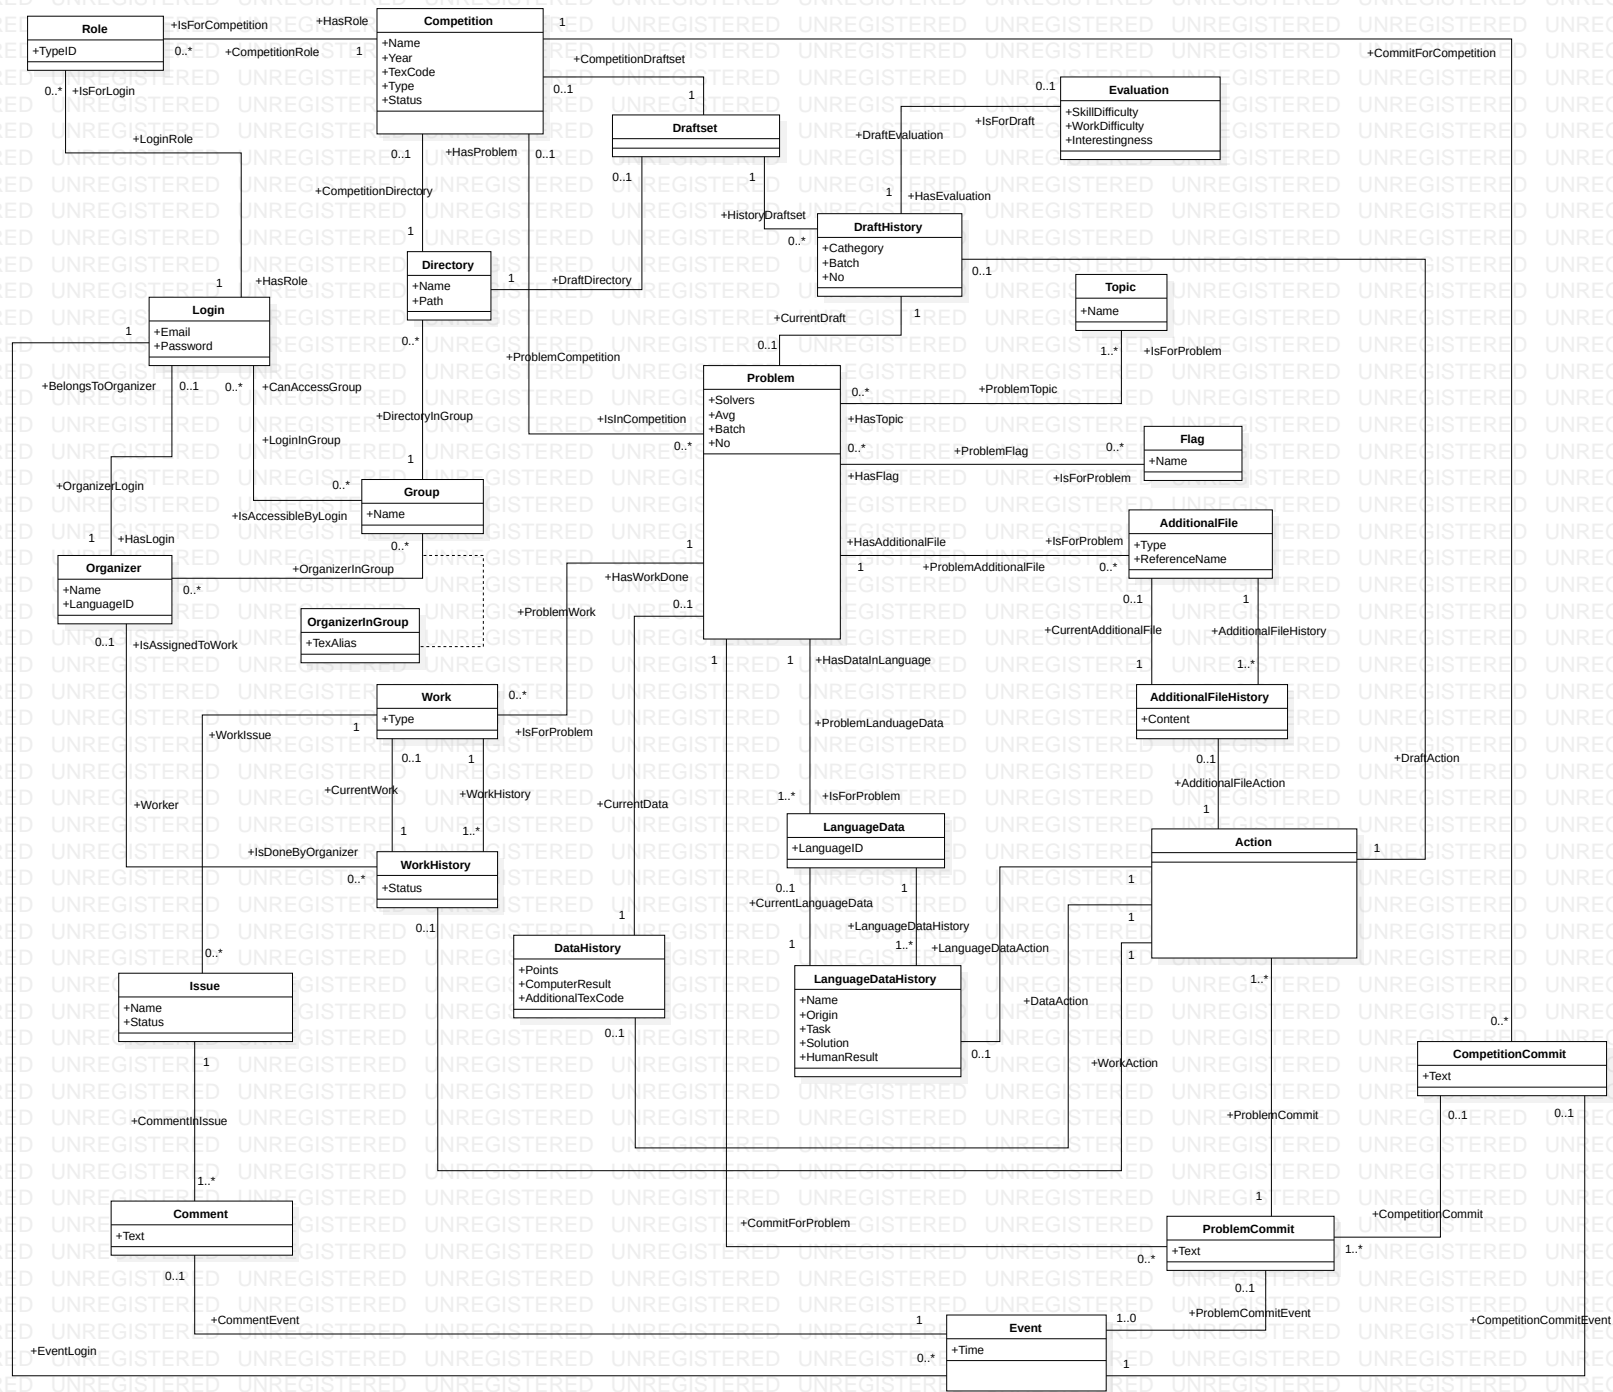 Role
+TypeID
+IsForCompetition
+HasRole
0..*
+CompetitionRole
1
Competition
+Name
+Year
+TexCode
+Type
+Status
1
+CommitForCompetition
+CompetitionDraftset
0..1
1
Draftset
0..1
1
Evaluation
+SkillDifficulty
+WorkDifficulty
+Interestingness
0..1
+IsForDraft
+DraftEvaluation
1
+HasEvaluation
0..*
+IsForLogin
+LoginRole
1
+HasRole
0..1
+HasProblem
0..1
+CompetitionDirectory
1
+HistoryDraftset
0..*
DraftHistory
+Cathegory
+Batch
+No
0..1
Directory
+Name
+Path
1
+DraftDirectory
Topic
+Name
1..*
+IsForProblem
Login
+Email
+Password
1
+CurrentDraft
1
0..1
0..*
+ProblemCompetition
+BelongsToOrganizer
0..1
0..*
+CanAccessGroup
Problem
+Solvers
+Avg
+Batch
+No
0..*
+ProblemTopic
+HasTopic
+DirectoryInGroup
+IsInCompetition
0..*
+LoginInGroup
1
Flag
+Name
0..*
+ProblemFlag
0..*
+HasFlag
+IsForProblem
+OrganizerLogin
0..*
Group
+Name
+IsAccessibleByLogin
0..*
1
+HasLogin
AdditionalFile
+Type
+ReferenceName
+HasAdditionalFile
+IsForProblem
1
+ProblemAdditionalFile
0..*
1
+HasWorkDone
Organizer
+Name
+LanguageID
+OrganizerInGroup
0..*
OrganizerInGroup
+TexAlias
+ProblemWork
0..1
0..1
1
+CurrentAdditionalFile
+AdditionalFileHistory
1
1..*
0..1
+IsAssignedToWork
1
1
+HasDataInLanguage
Work
+Type
0..*
+IsForProblem
1
+WorkIssue
AdditionalFileHistory
+Content
+ProblemLanduageData
0..1
1
+CurrentWork
+WorkHistory
0..1
+AdditionalFileAction
1
+DraftAction
+Worker
+CurrentData
1..*
+IsForProblem
1
1..*
+IsDoneByOrganizer
0..*
WorkHistory
+Status
0..1
LanguageData
+LanguageID
Action
1
1
1
1
0..1
1
+CurrentLanguageData
+LanguageDataHistory
1
1..*
+LanguageDataAction
1
DataHistory
+Points
+ComputerResult
+AdditionalTexCode
0..1
LanguageDataHistory
+Name
+Origin
+Task
+Solution
+HumanResult
0..1
0..*
Issue
+Name
+Status
1
+DataAction
1..*
0..*
CompetitionCommit
+Text
+WorkAction
+CommentInIssue
+ProblemCommit
0..1
0..1
1..*
1
Comment
+Text
0..1
+CommitForProblem
0..*
ProblemCommit
+Text
+CompetitionCommit
1..*
0..1
+CommentEvent
1
Event
+Time
1..0
+ProblemCommitEvent
+CompetitionCommitEvent
+EventLogin
0..*
1